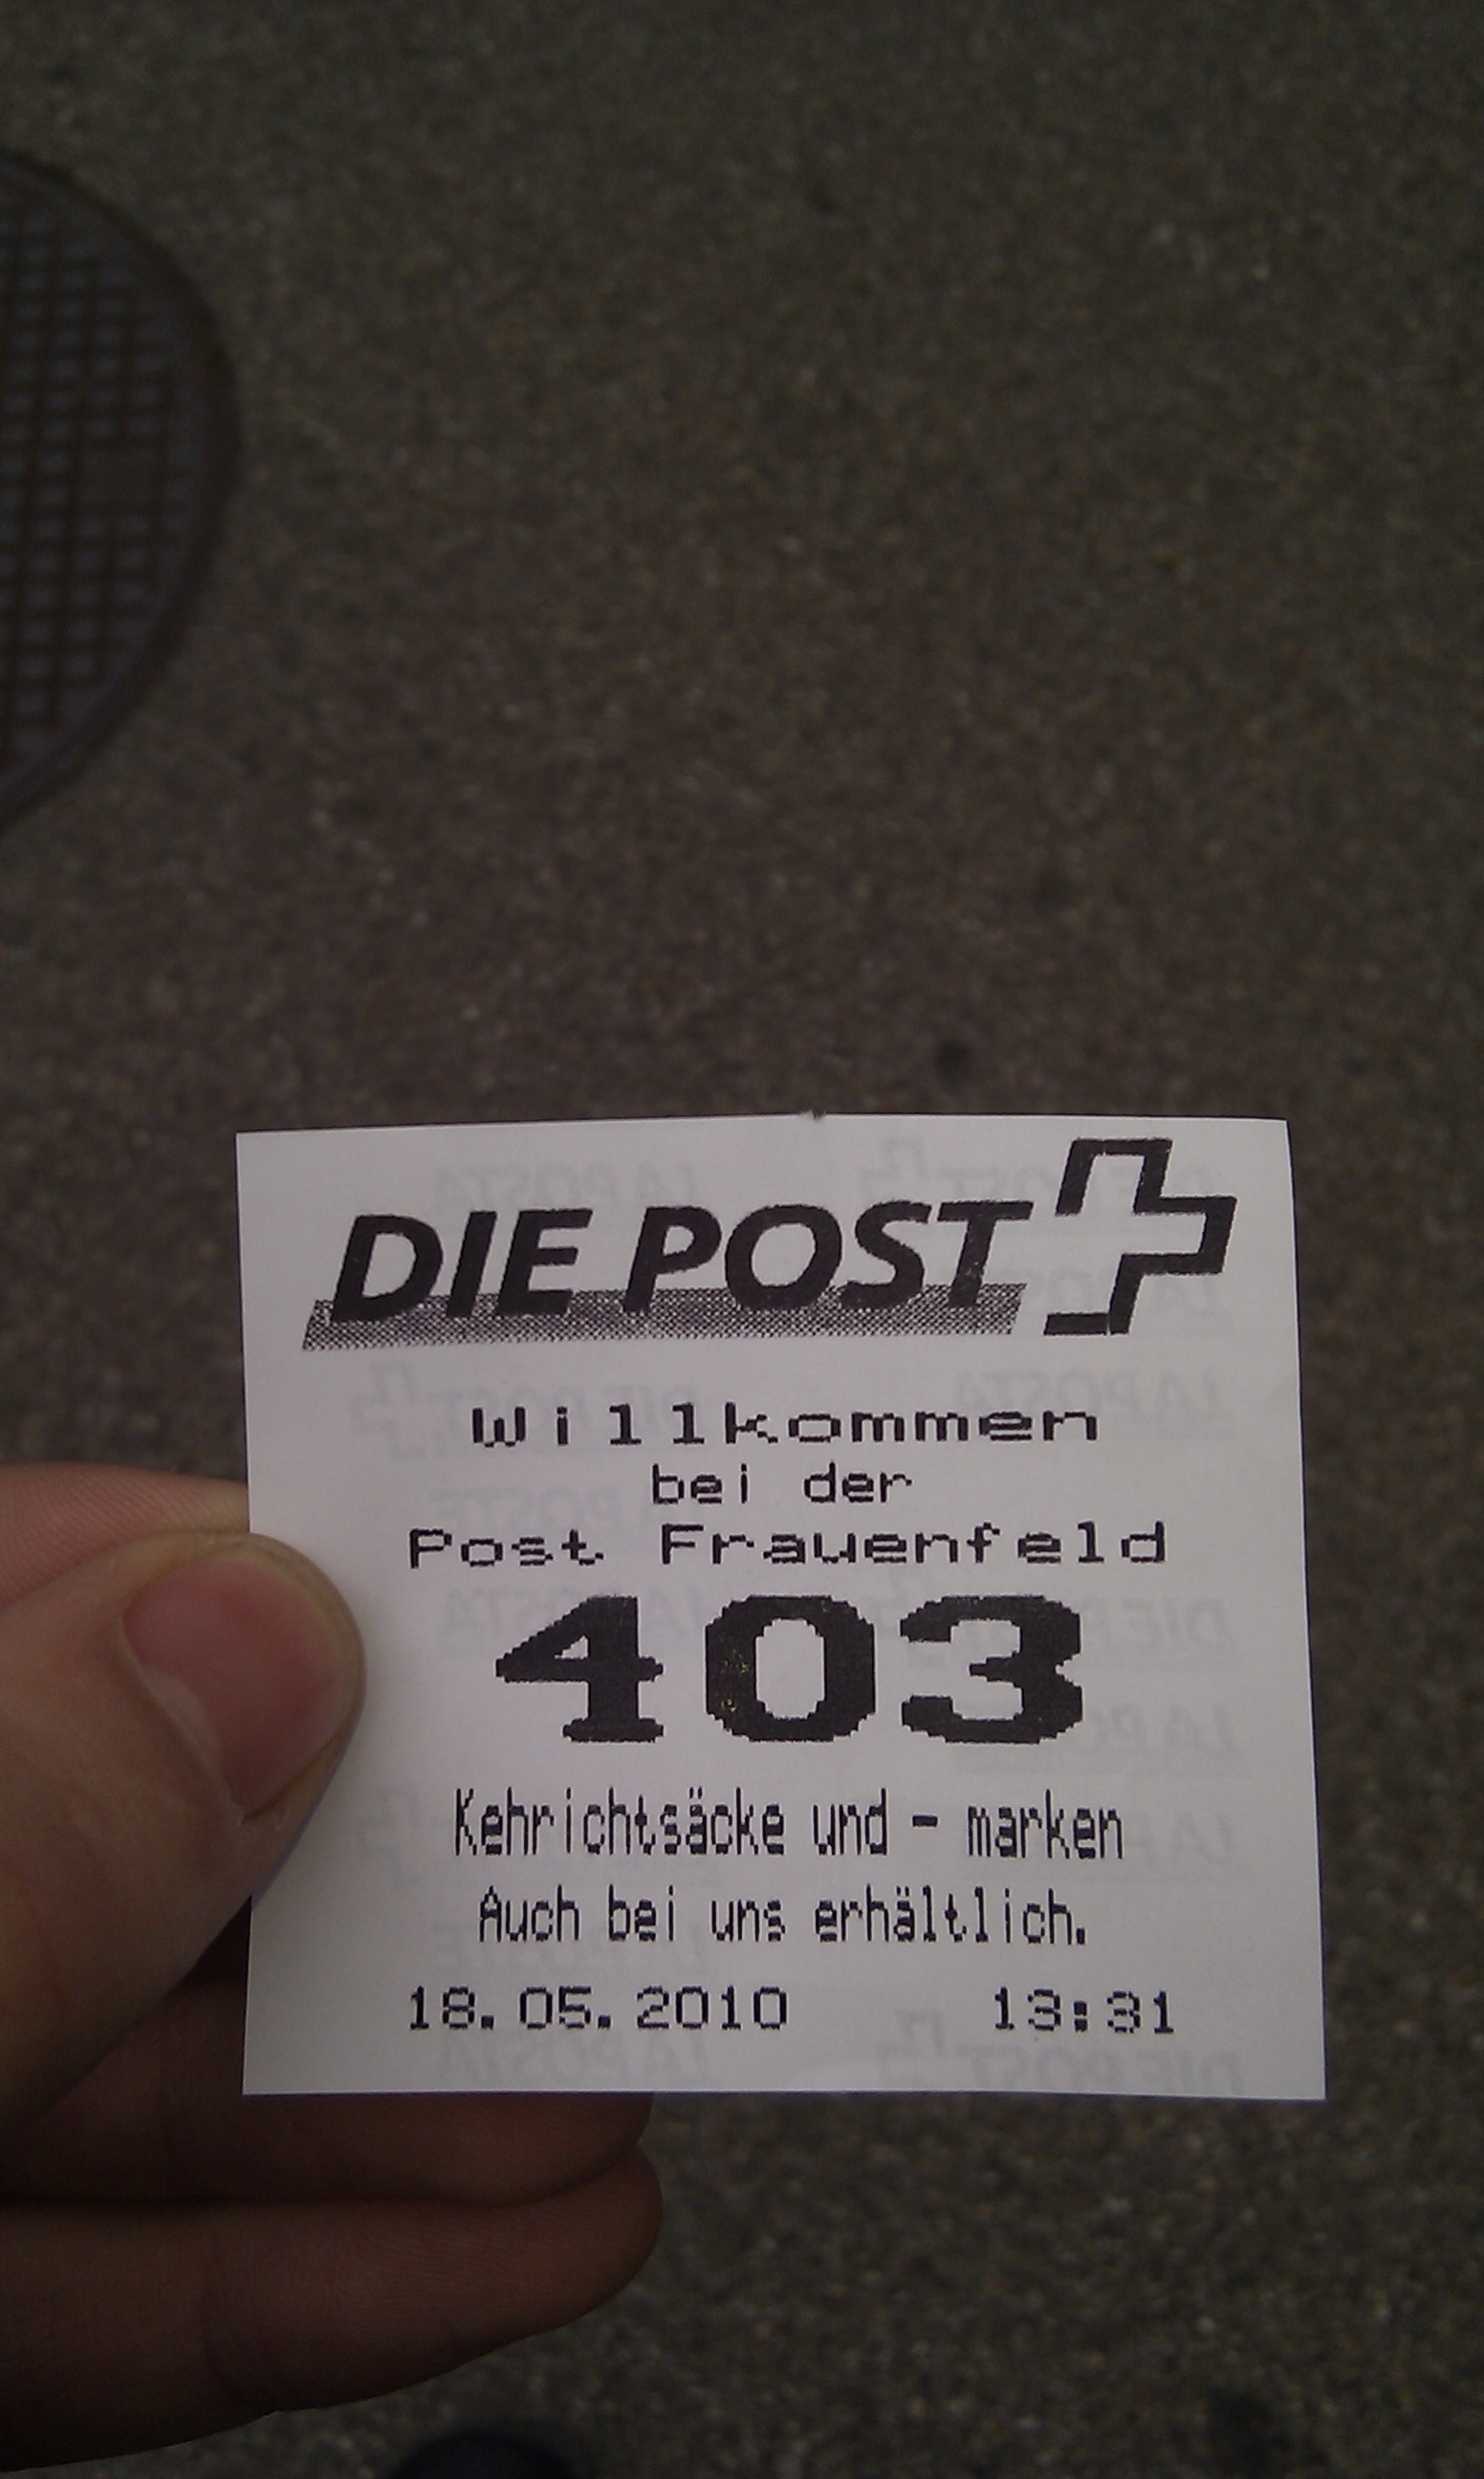 DIE POST
Willkommen
bei der
Post Frauenfeld
403
Kehrichtsäcke und - marken
Auch bei uns erhältlich.
18.05.2010 13:31